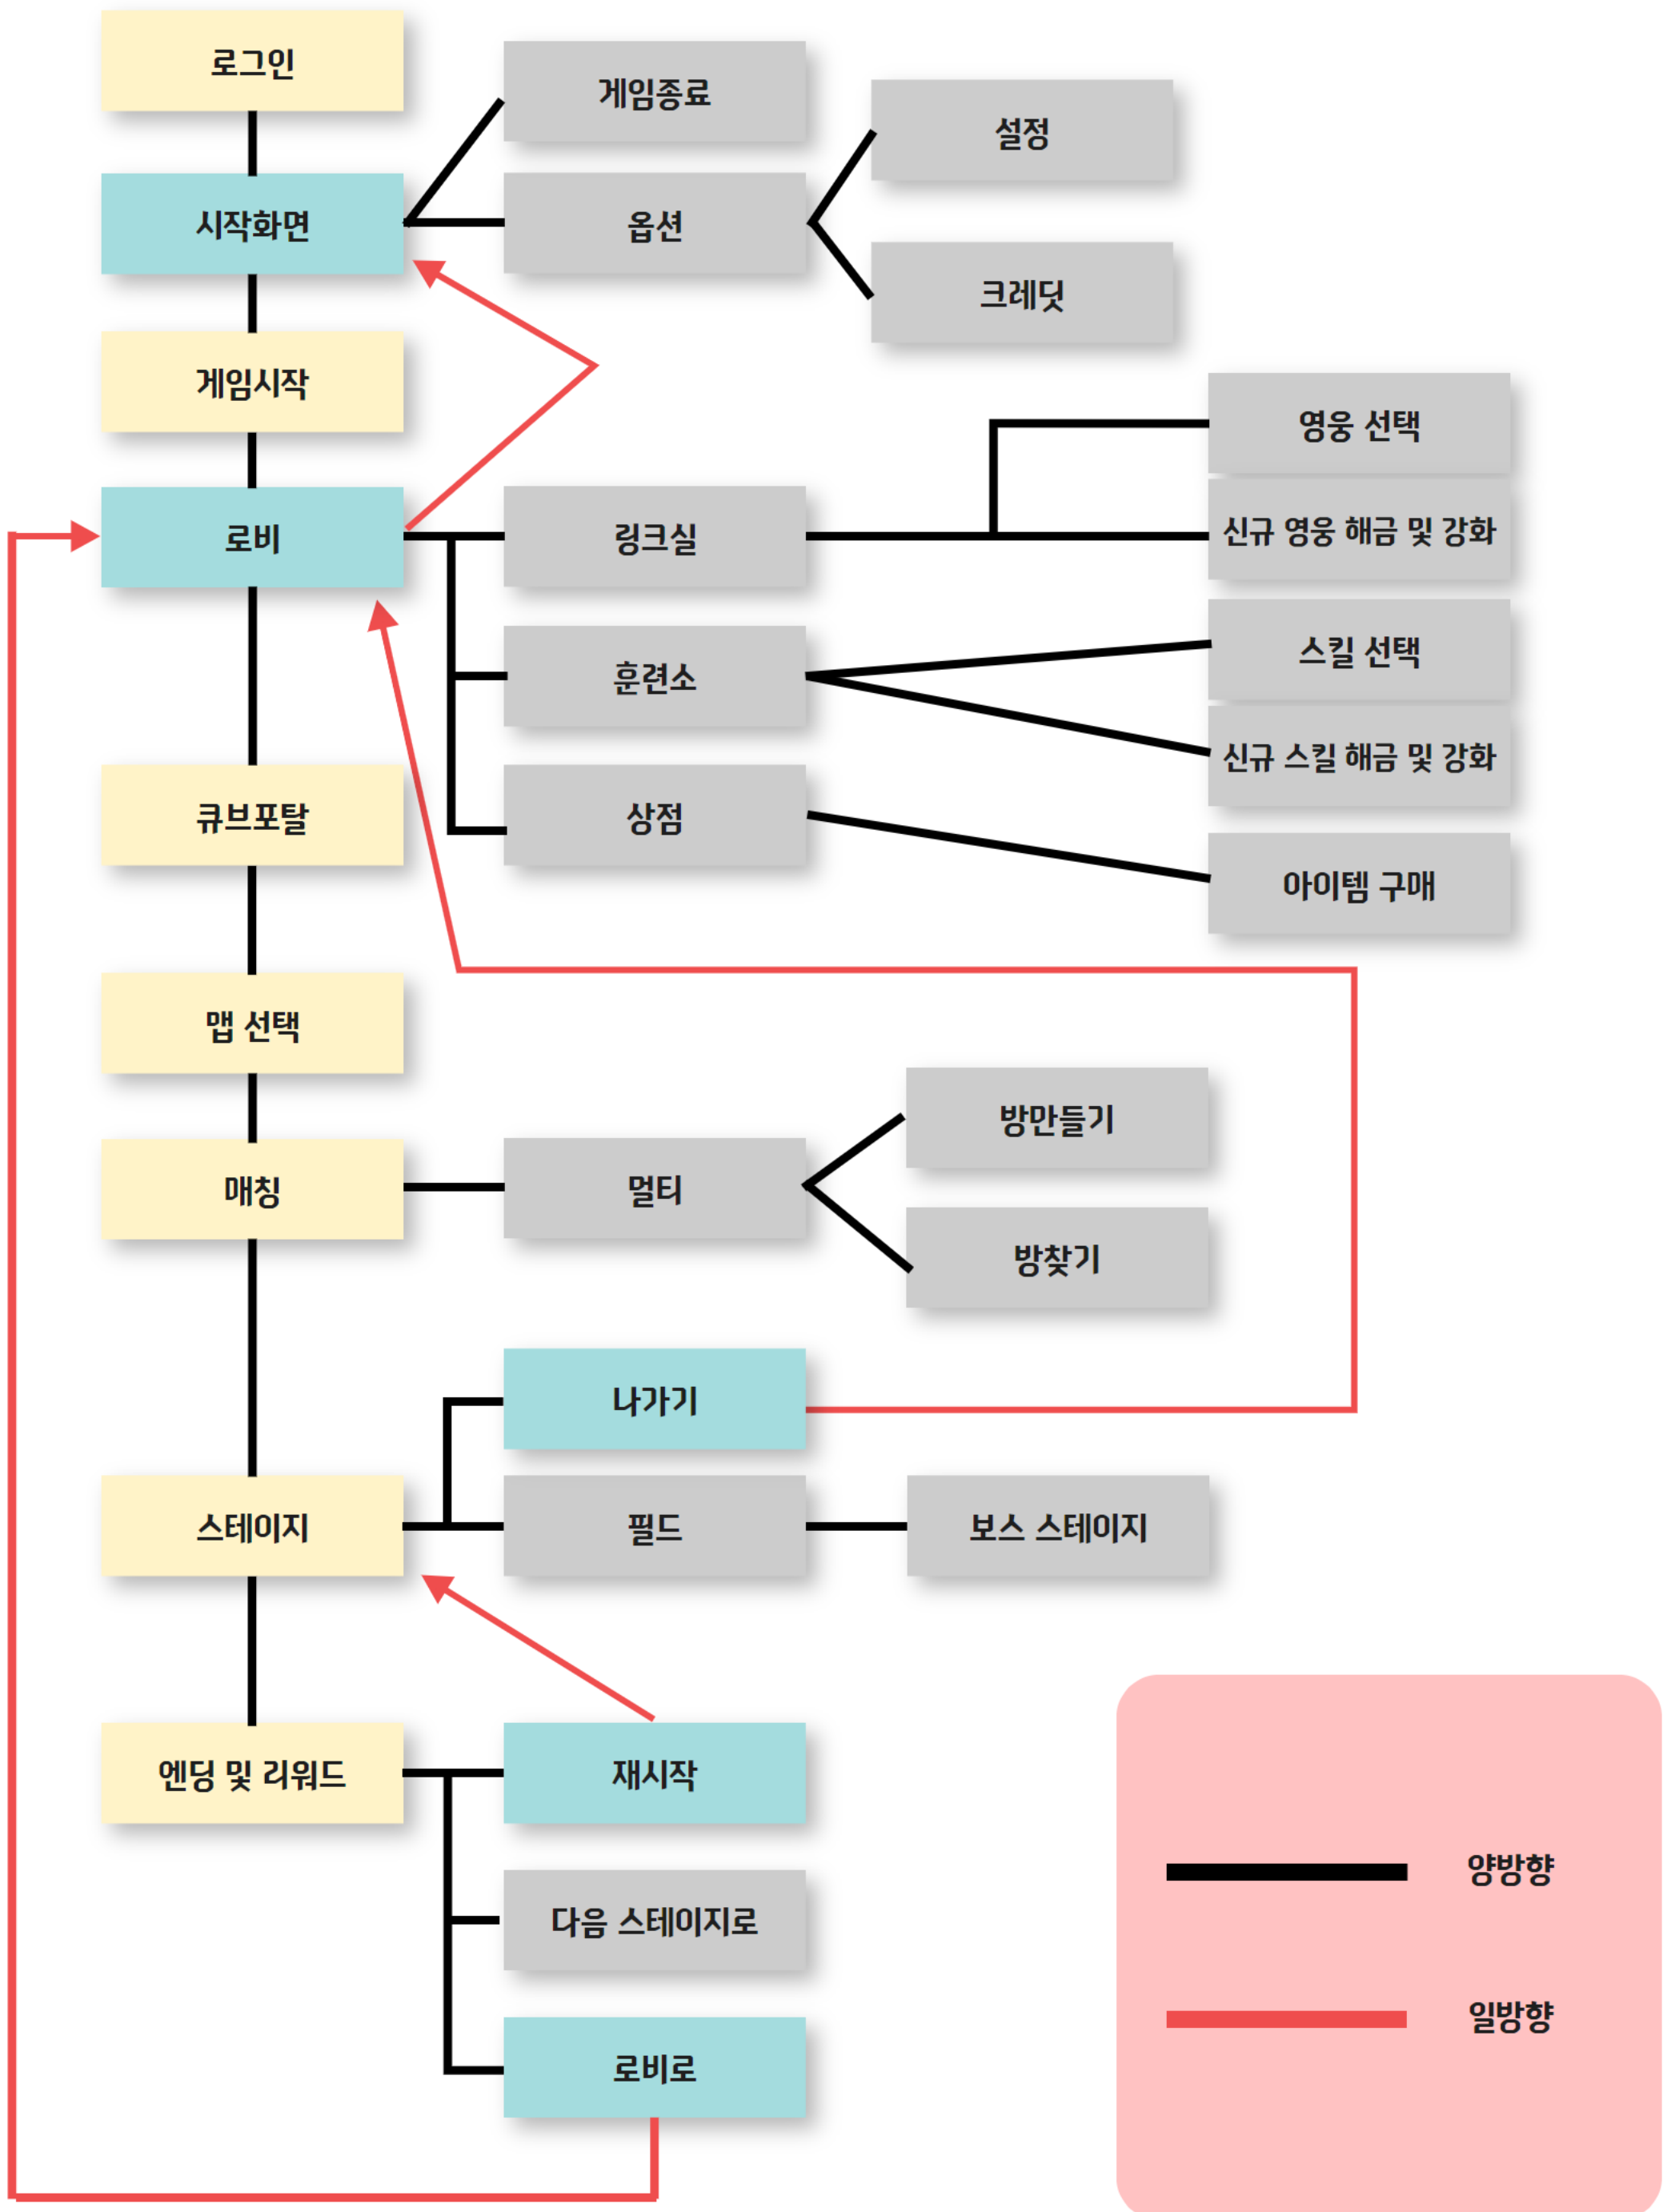 로그인
게임종료
설정
시작화면
옵션
크레딧
게임시작
영웅 선택
로비
링크실
신규 영웅 해금 및 강화
훈련소
스킬 선택
신규 스킬 해금 및 강화
큐브포탈
상점
아이템 구매
맵 선택
방만들기
매칭
멀티
방찾기
나가기
스테이지
필드
보스 스테이지
엔딩 및 리워드
재시작
다음 스테이지로
로비로
양방향
일방향